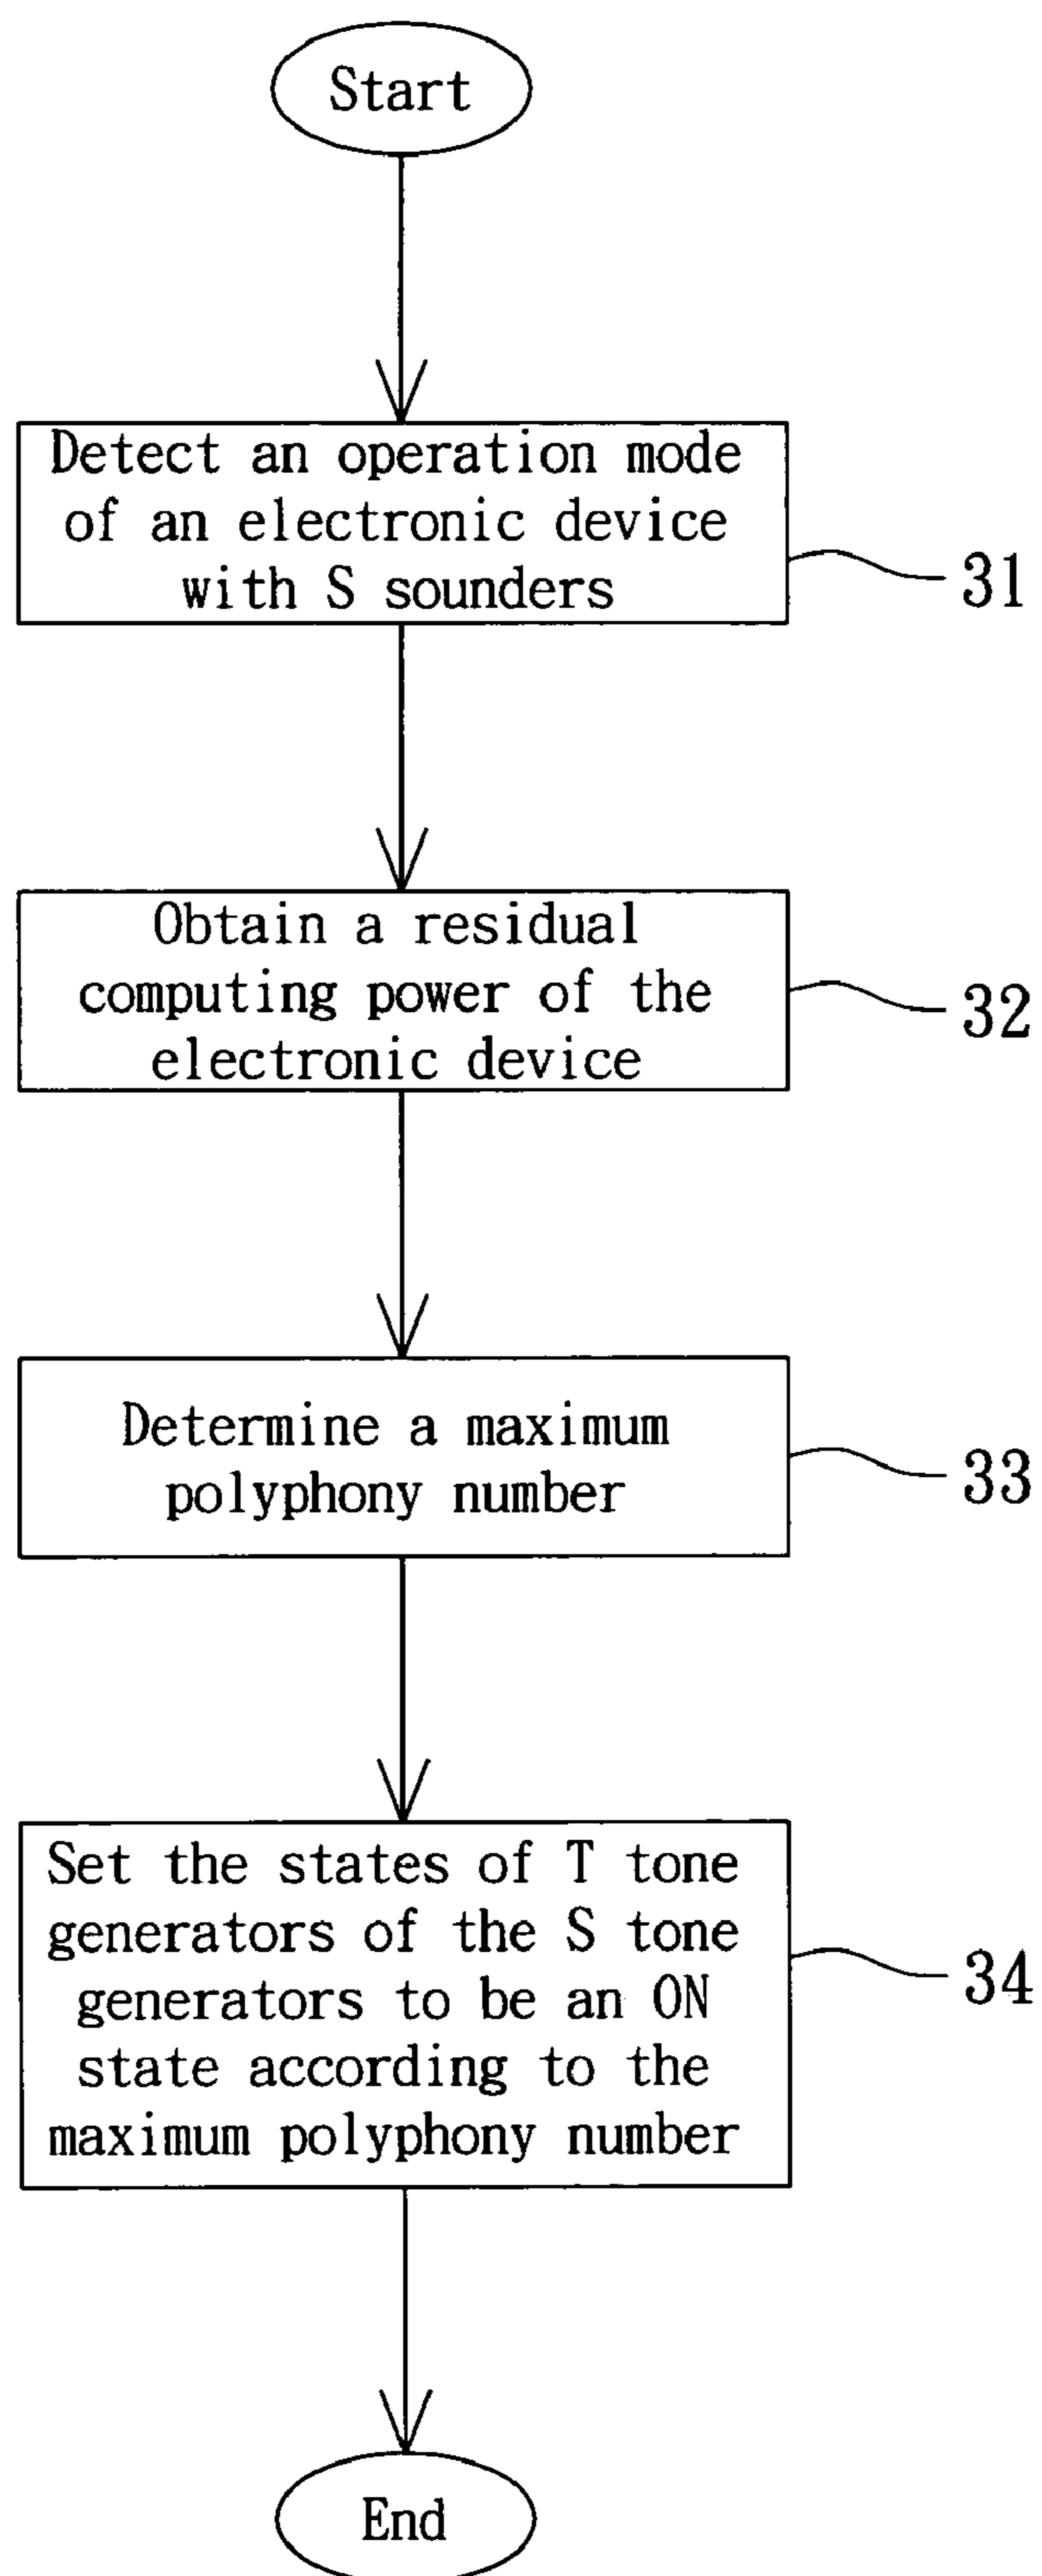 Start
Detect an operation mode
of an electronic device
with S sounders
31
Obtain a residual
computing power of the
electronic device
32
Determine a maximum
polyphony number
33
Set the states of T tone
generators of the S tone
generators to be an ON
state according to the
maximum polyphony number
34
End